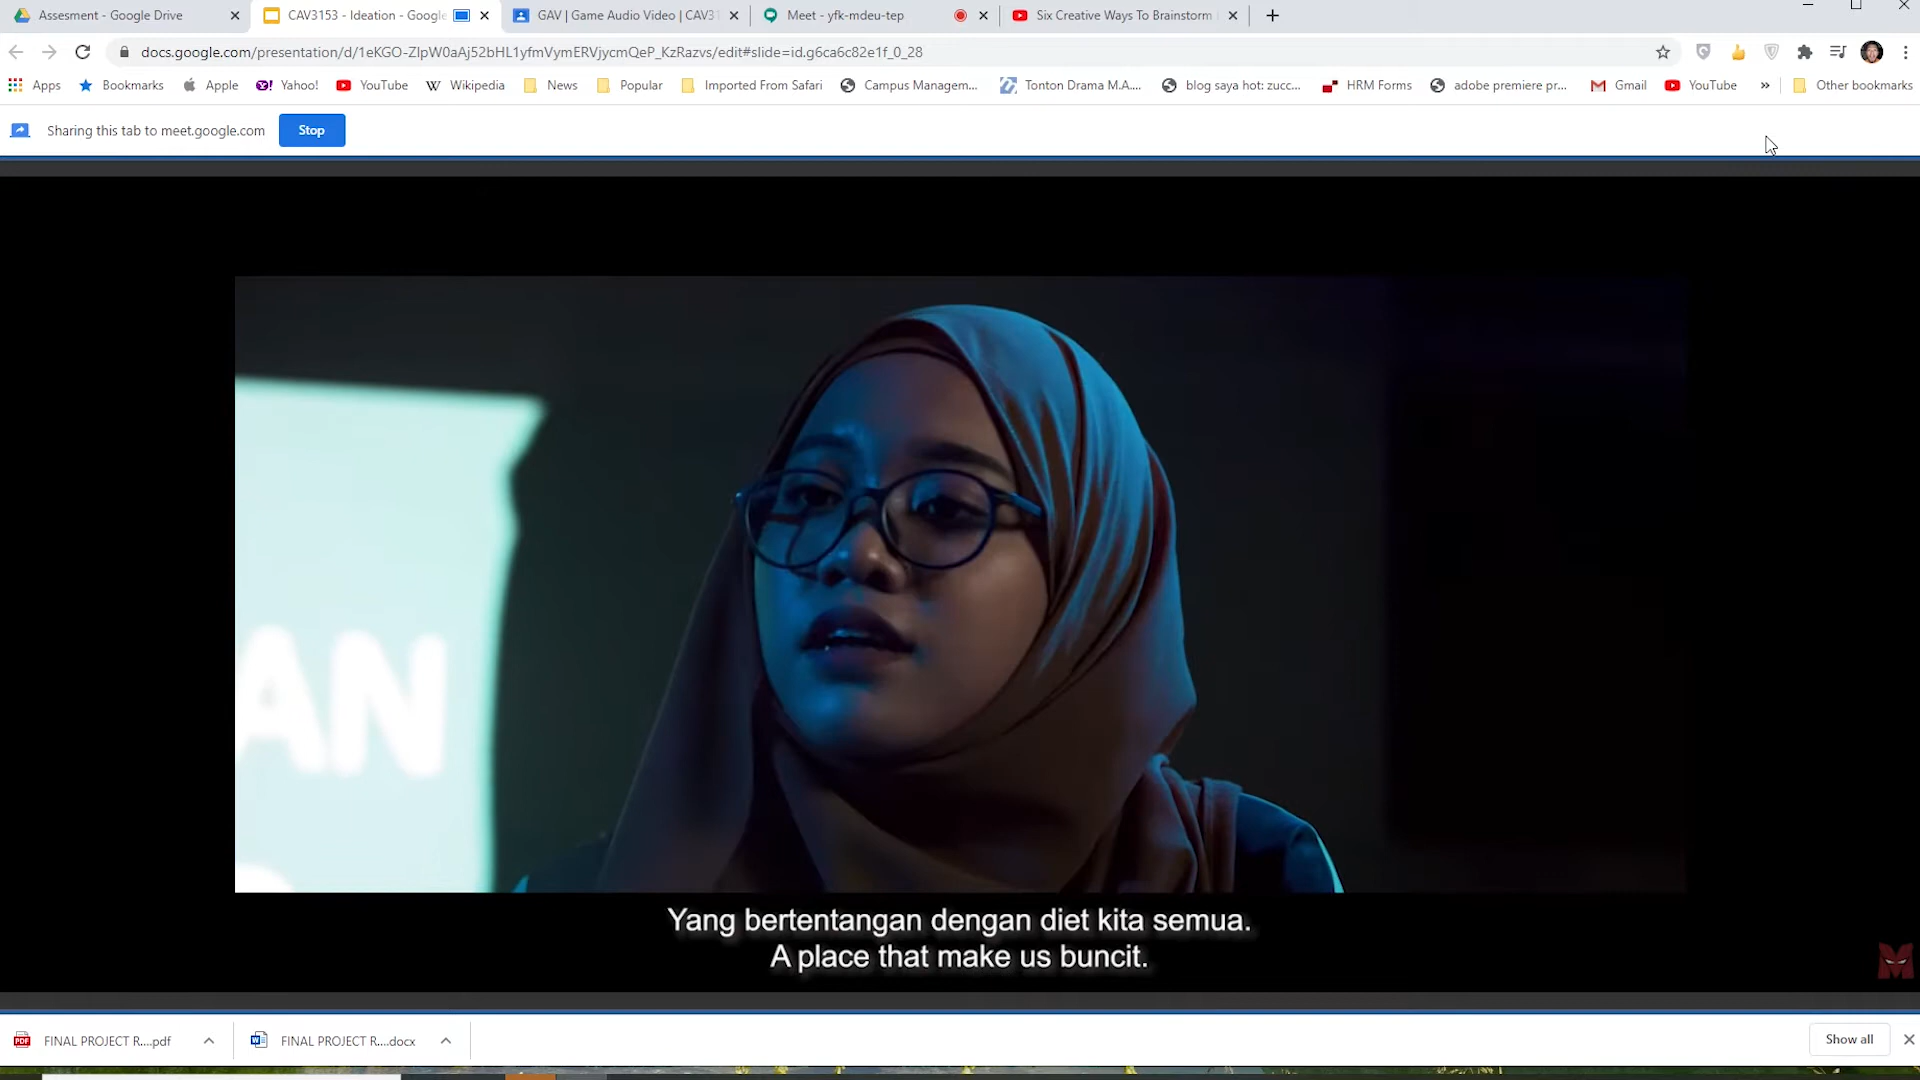 Assesment - Google Drive
CAV3153 - Ideation - Google
GAV | Game Audio Video | CAV31
Meet - yfk-mdeu-tep
Six Creative Ways To Brainstorm
docs.google.com/presentation/d/1eKGO-ZlpW0aAj52bHL1yfmVymERVjycmQeP_KzRazvs/edit#slide=id.g6ca6c82e1f_0_28
Apps Bookmarks Apple Yahoo! YouTube Wikipedia News Popular Imported From Safari Campus Managem... Tonton Drama M.A.... blog saya hot: zucc... HRM Forms adobe premiere pr... Gmail YouTube » Other bookmarks
Sharing this tab to meet.google.com Stop
AN
Yang bertentangan dengan diet kita semua.
A place that make us buncit.
FINAL PROJECT R....pdf
FINAL PROJECT R....docx
Show all